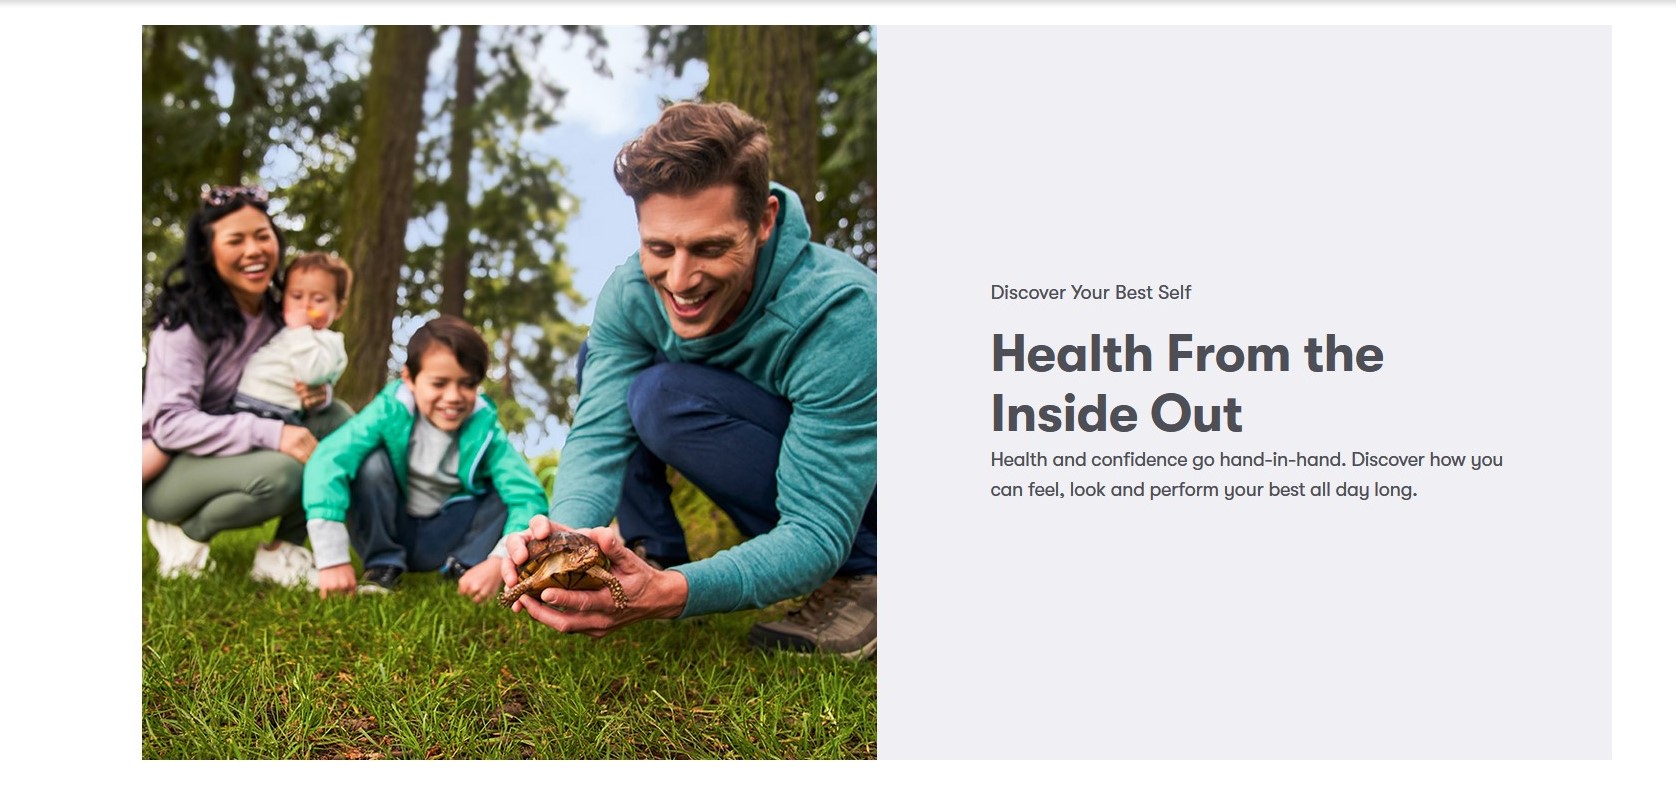 Discover Your Best Self
Health From the
Inside Out
Health and confidence go hand-in-hand. Discover how you
can feel, look and perform your best all day long.